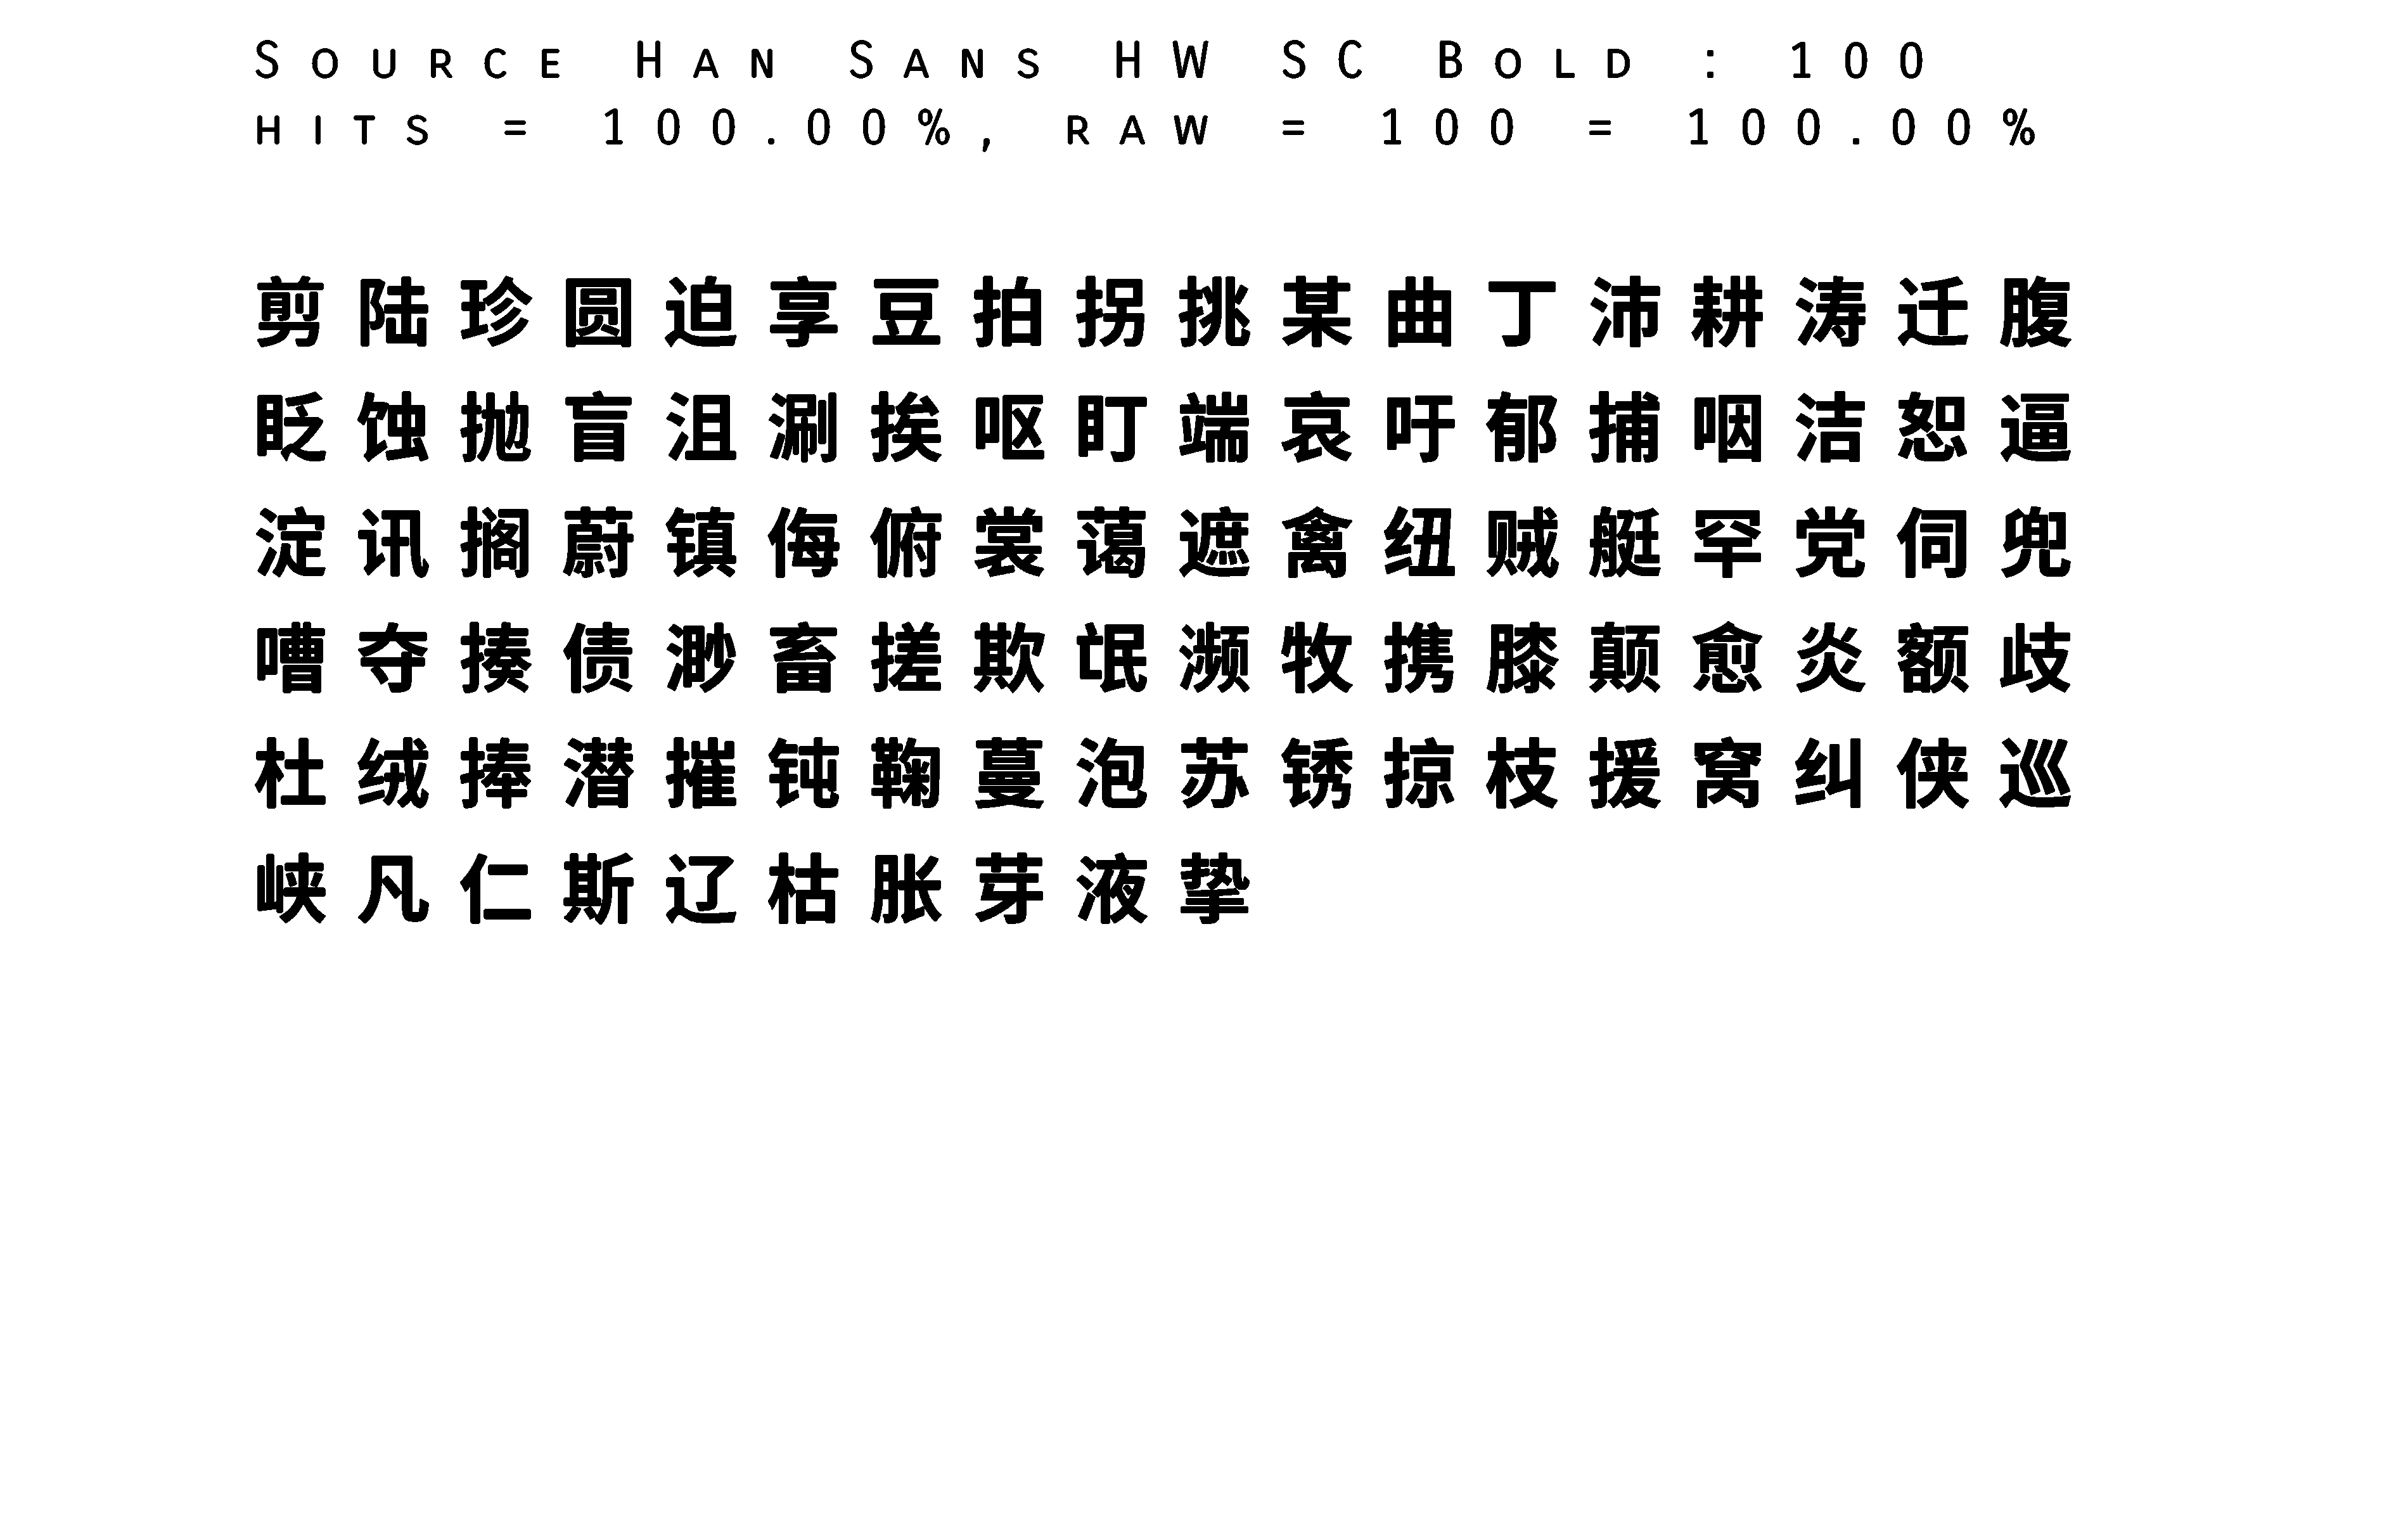 Source Han Sans HW SC Bold : 100
hits = 100.00%, raw = 100 = 100.00%
剪陆珍圆迫享豆拍拐挑某曲丁沛耕涛迁腹
眨蚀抛盲沮涮挨呕盯端哀吁郁捕咽洁恕逼
淀讯搁蔚镇侮俯裳蔼遮禽纽贼艇罕党伺兜
嘈夺揍债渺畜搓欺氓濒牧携膝颠愈炎额歧
杜绒捧潜摧钝鞠蔓泡苏锈掠枝援窝纠侠巡
峡凡仁斯辽枯胀芽液挚